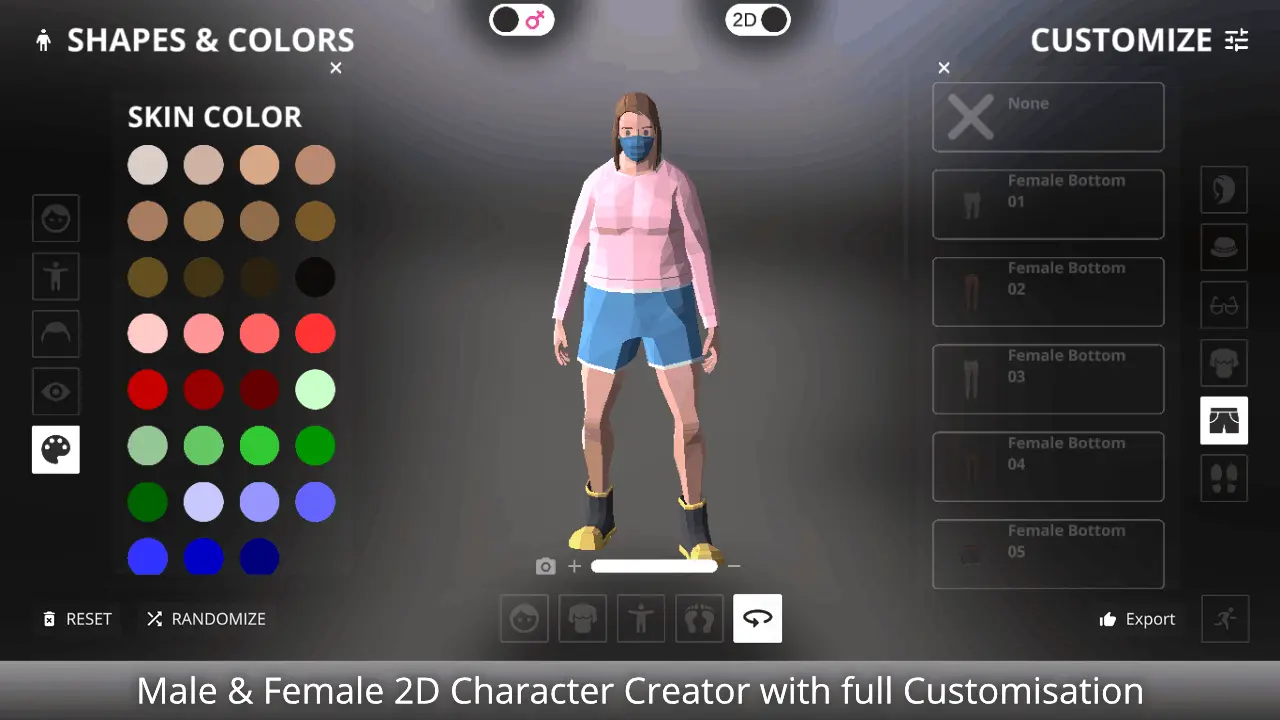 SHAPES & COLORS
2D
CUSTOMIZE
SKIN COLOR
None
Female Bottom
01
Female Bottom
02
Female Bottom
03
Female Bottom
04
Female Bottom
05
RESET
RANDOMIZE
Export
Male & Female 2D Character Creator with full Customisation